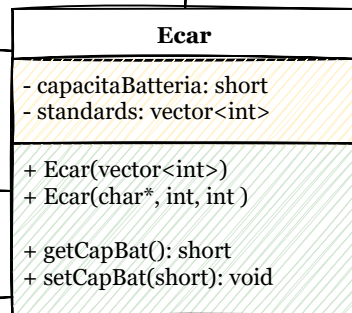 Ecar
- capacitaBatteria: short
- standards: vector<int>
+ Ecar(vector<int>)
+ Ecar(char*, int, int )
+ getCapBat(): short
+ setCapBat(short): void